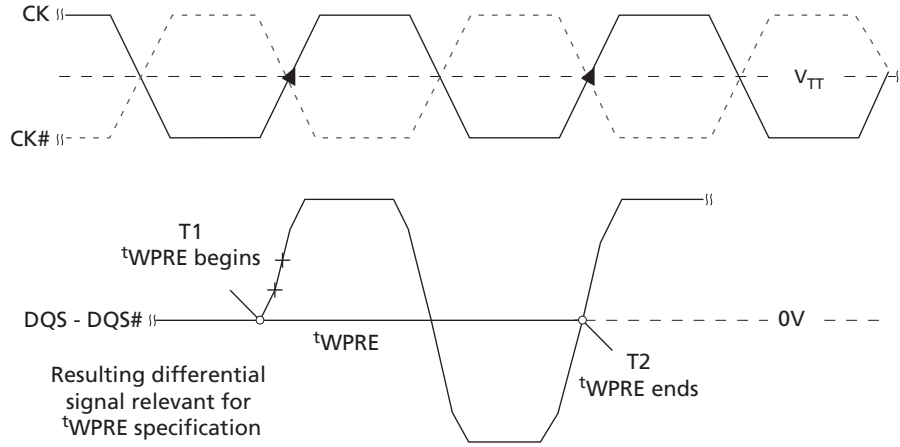 CK
V_TT
CK#
T1
ᵗWPRE begins
DQS - DQS#
0V
ᵗWPRE
T2
ᵗWPRE ends
Resulting differential
signal relevant for
ᵗWPRE specification